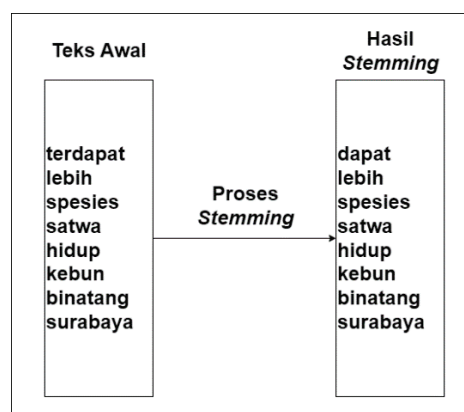 Teks Awal
terdapat
lebih
spesies
satwa
hidup
kebun
binatang
surabaya
Proses
Stemming
Hasil
Stemming
dapat
lebih
spesies
satwa
hidup
kebun
binatang
surabaya